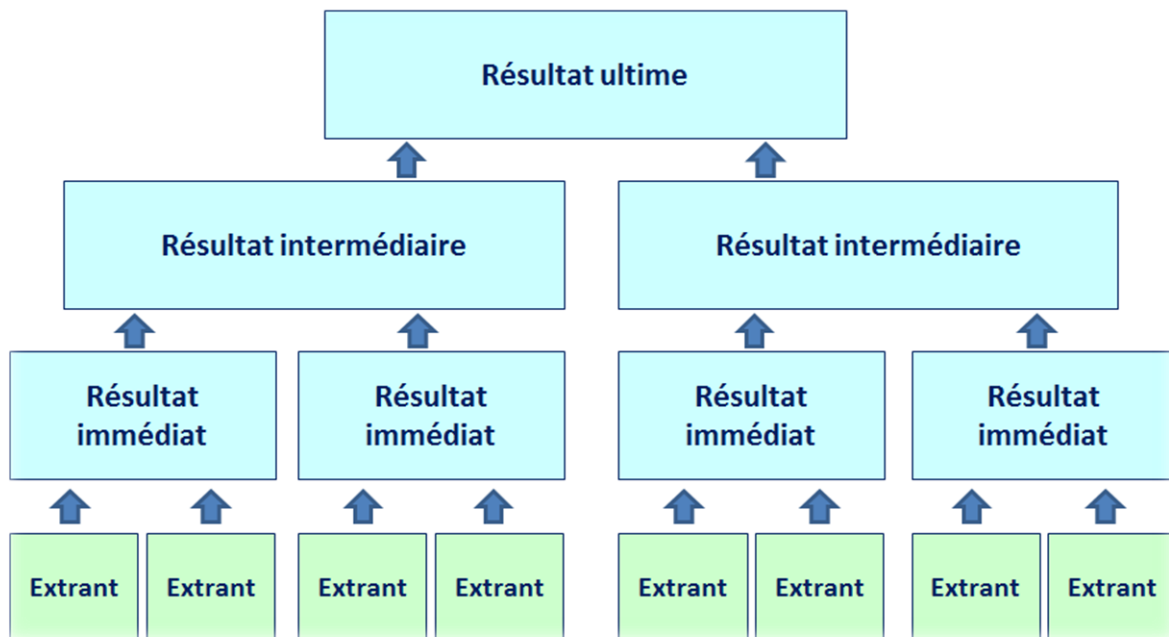 Résultat ultime
Résultat intermédiaire
Résultat intermédiaire
Résultat
immédiat
Résultat
immédiat
Résultat
immédiat
Résultat
immédiat
Extrant
Extrant
Extrant
Extrant
Extrant
Extrant
Extrant
Extrant